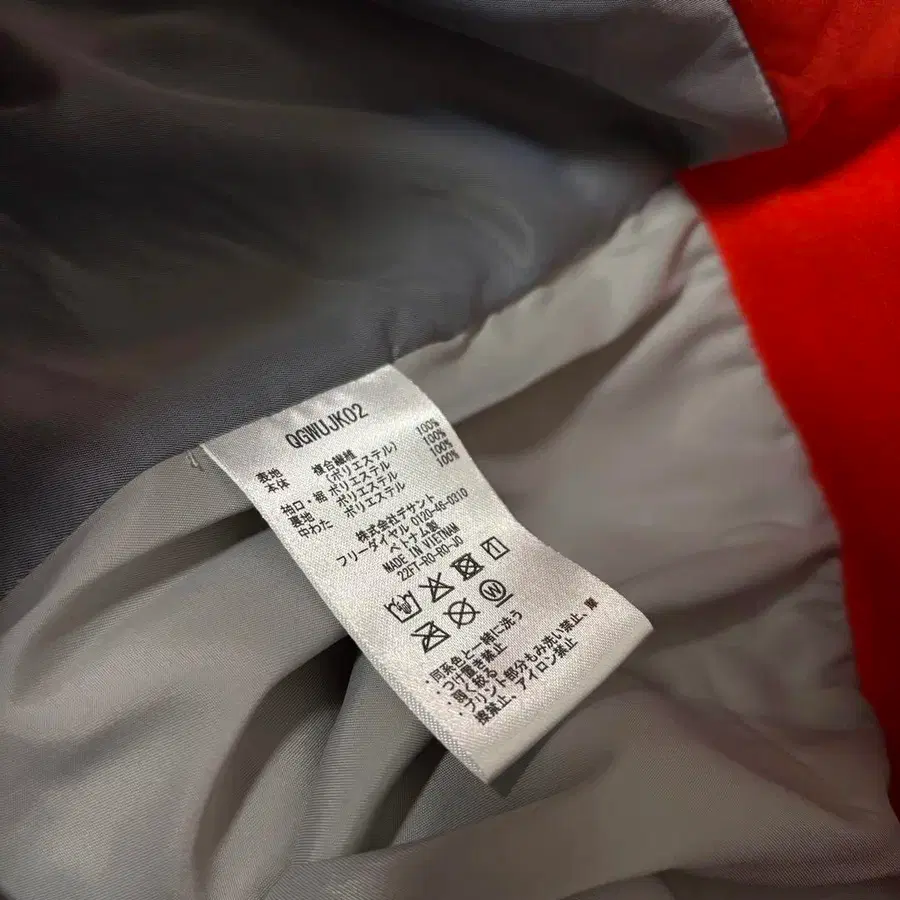 QGWUJK02
表地
本体 複合繊維
(ポリエステル) 100%
袖口・裾 ポリエステル 100%
裏地 ポリエステル 100%
中わた ポリエステル 100%
株式会社デサント
フリーダイヤル 0120-46-0310
ベトナム製
MADE IN VIETNAM
22FT-RO-RO-JO
W
・同系色と一緒に洗う
・つけ置き禁止
・弱く絞る
・プリント部分もみ洗い禁止、摩
擦禁止、アイロン禁止